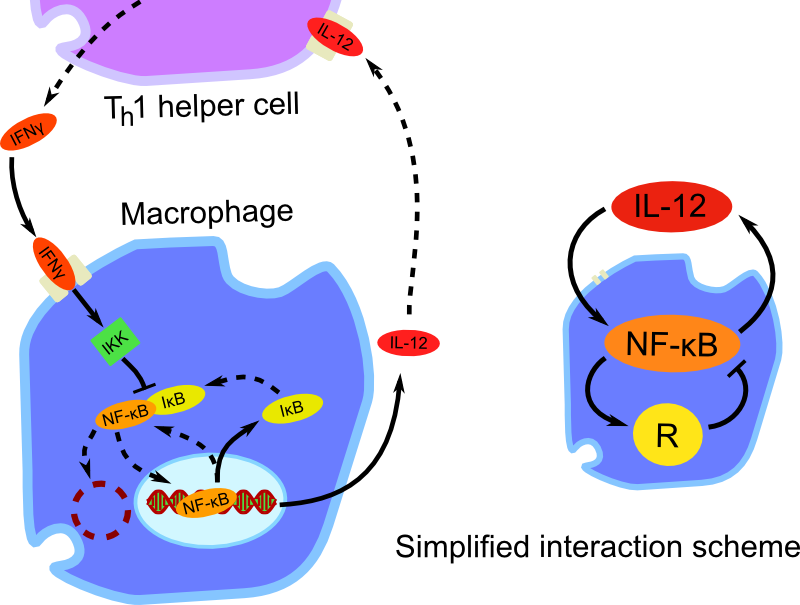 IL-12
Th1 helper cell
IFNγ
Macrophage
IFNγ
IKK
IL-12
IκB
NF-κB
IκB
NF-κB
IL-12
NF-κB
R
Simplified interaction scheme